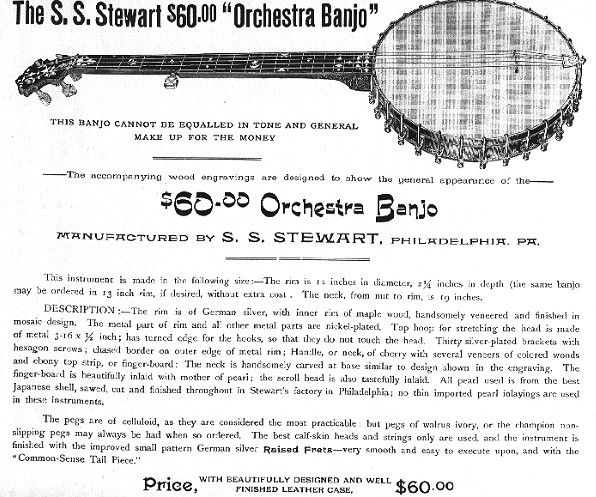 The S. S. Stewart $60.00 "Orchestra Banjo"
THIS BANJO CANNOT BE EQUALLED IN TONE AND GENERAL
MAKE UP FOR THE MONEY
The accompanying wood engravings are designed to show the general appearance of the
$60.00 Orchestra Banjo
MANUFACTURED BY S. S. STEWART, PHILADELPHIA, PA.
This instrument is made in the following size:—The rim is 12 inches in diameter, 2¾ inches in depth (the same banjo
may be ordered in 13 inch rim, if desired, without extra cost. The neck, from nut to rim, is 19 inches.
DESCRIPTION:—The rim is of German silver, with inner rim of maple wood, handsomely veneered and finished in
mosaic design. The metal part of rim and all other metal parts are nickel-plated. Top hoop for stretching the head is made
of metal 3-16 x ½ inch; has turned edge for the hooks, so that they do not touch the head. Thirty silver-plated brackets with
hexagon screws; chased border on outer edge of metal rim; Handle, or neck, of cherry with several veneers of colored woods
and ebony top strip, or finger-board: The neck is handsomely carved at base similar to design shown in the engraving. The
finger-board is beautifully inlaid with mother of pearl; the scroll head is also tastefully inlaid. All pearl used is from the best
Japanese shell, sawed, cut and finished throughout in Stewart's factory in Philadelphia; no thin imported pearl inlayings are used
in these instruments.
The pegs are of celluloid, as they are considered the most practicable: but pegs of walrus ivory, or the champion non-
slipping pegs may always be had when so ordered. The best calf-skin heads and strings only are used, and the instrument is
finished with the improved small pattern German silver Raised Frets—very smooth and easy to execute upon, and with the
"Common-Sense Tail Piece."
Price, WITH BEAUTIFULLY DESIGNED AND WELL FINISHED LEATHER CASE, $60.00